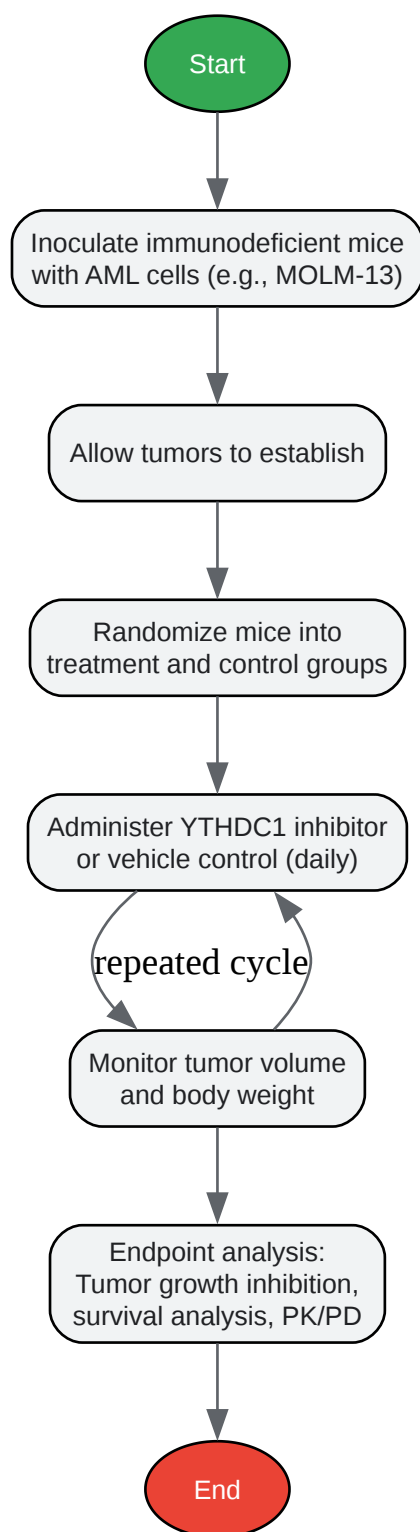 Start
Inoculate immunodeficient mice
with AML cells (e.g., MOLM-13)
Allow tumors to establish
Randomize mice into
treatment and control groups
Administer YTHDC1 inhibitor
or vehicle control (daily)
repeated cycle
Monitor tumor volume
and body weight
Endpoint analysis:
Tumor growth inhibition,
survival analysis, PK/PD
End